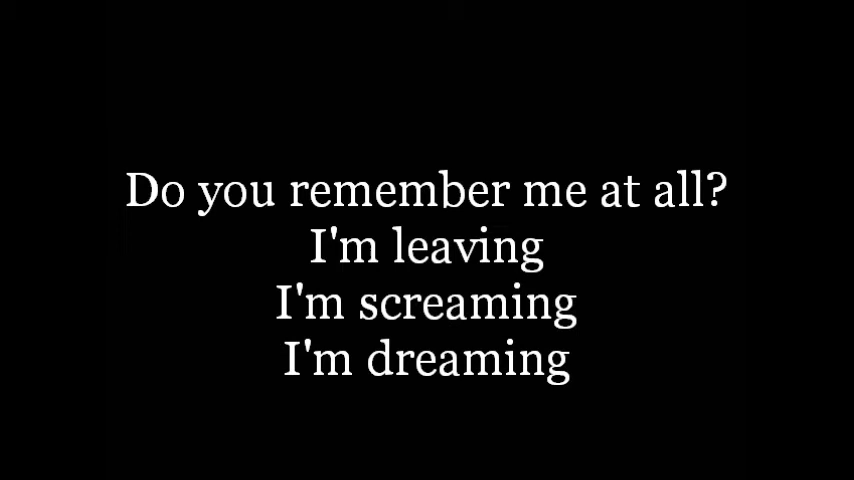 Do you remember me at all?
I'm leaving
I'm screaming
I'm dreaming